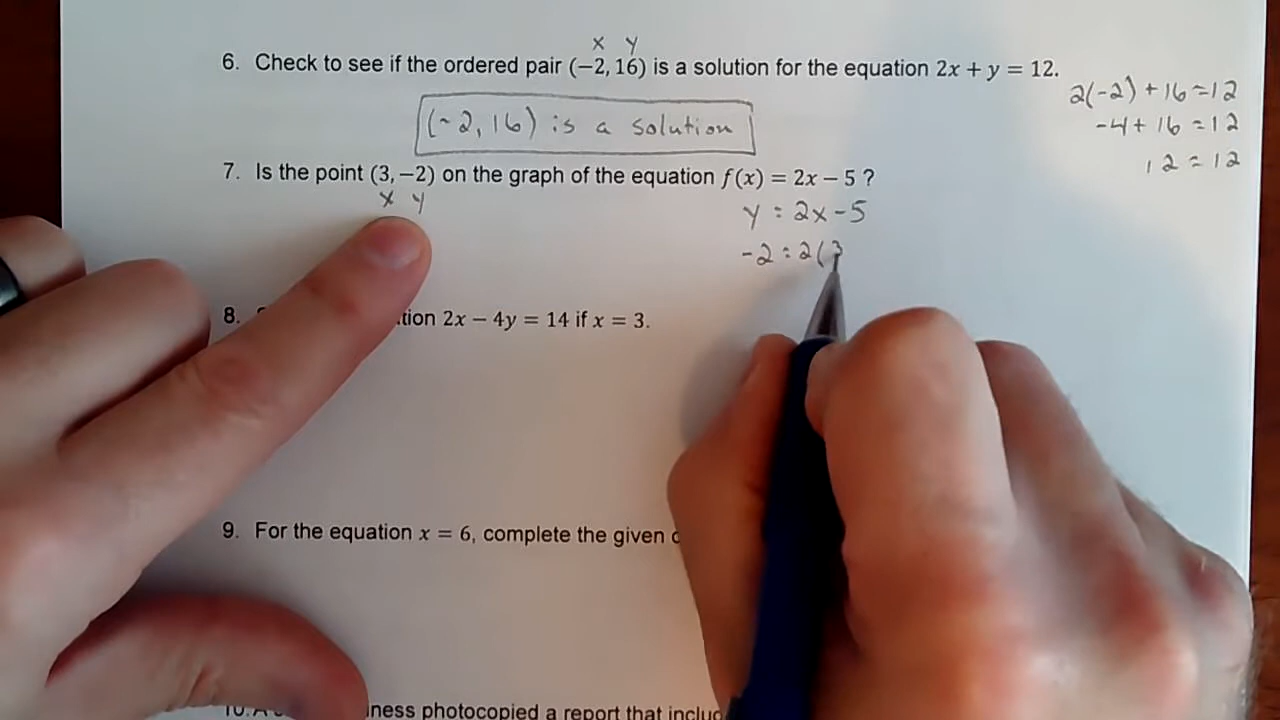 x y
6. Check to see if the ordered pair (−2, 16) is a solution for the equation 2x + y = 12.
2(-2) + 16 = 12
(-2, 16) is a solution
-4 + 16 = 12
12 = 12
7. Is the point (3, −2) on the graph of the equation f(x) = 2x − 5 ?
x y
y = 2x - 5
-2 = 2(3
8. 2x − 4y = 14 if x = 3.
9. For the equation x = 6, complete the given
photocopied a report that